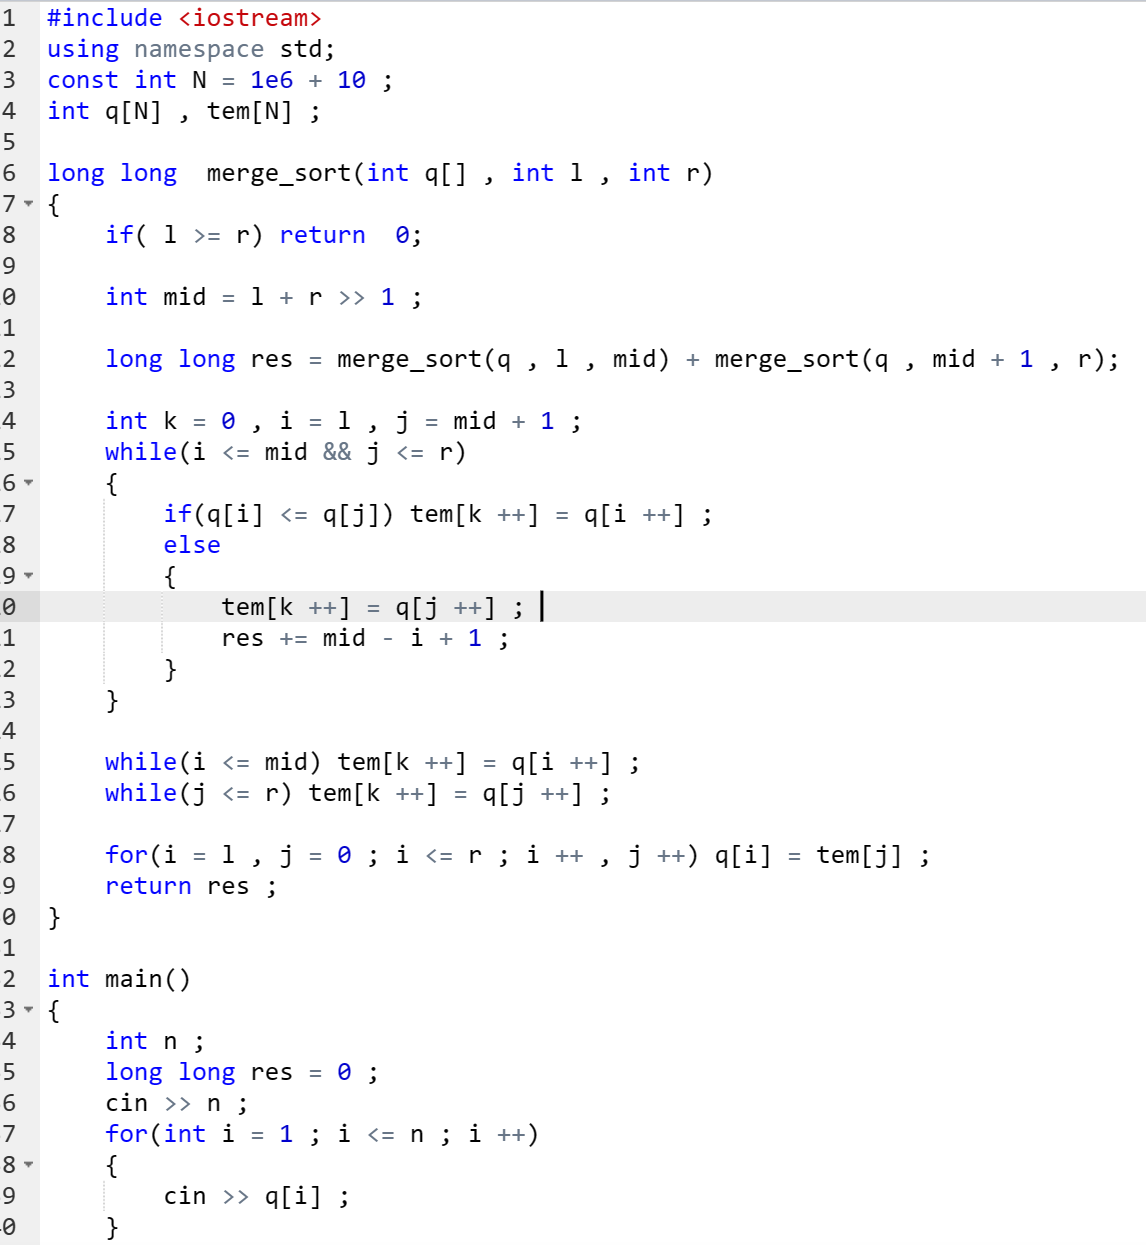 1 #include <iostream>
2 using namespace std;
3 const int N = 1e6 + 10 ;
4 int q[N] , tem[N] ;
5
6 long long  merge_sort(int q[] , int l , int r)
7 {
8     if( l >= r) return  0;
9
0     int mid = l + r >> 1 ;
1
2     long long res = merge_sort(q , l , mid) + merge_sort(q , mid + 1 , r);
3
4     int k = 0 , i = l , j = mid + 1 ;
5     while(i <= mid && j <= r)
6     {
7         if(q[i] <= q[j]) tem[k ++] = q[i ++] ;
8         else
9         {
0             tem[k ++] = q[j ++] ;
1             res += mid - i + 1 ;
2         }
3     }
4
5     while(i <= mid) tem[k ++] = q[i ++] ;
6     while(j <= r) tem[k ++] = q[j ++] ;
7
8     for(i = l , j = 0 ; i <= r ; i ++ , j ++) q[i] = tem[j] ;
9     return res ;
0 }
1
2 int main()
3 {
4     int n ;
5     long long res = 0 ;
6     cin >> n ;
7     for(int i = 1 ; i <= n ; i ++)
8     {
9         cin >> q[i] ;
0     }